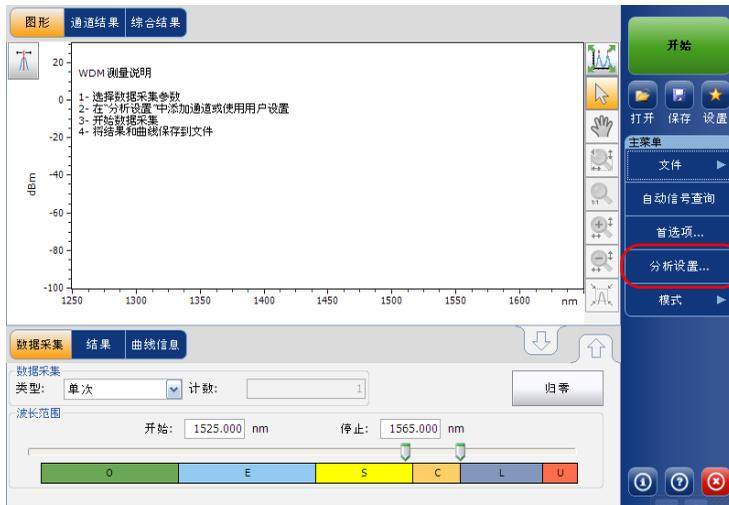 图形 通道结果 综合结果
开始
打开 保存 设置
主菜单
文件
自动信号查询
首选项...
分析设置...
模式
WDM 测量说明
1- 选择数据采集参数
2- 在“分析设置”中添加通道或使用用户设置
3- 开始数据采集
4- 将结果和曲线保存到文件
dBm
20
0
-20
-40
-60
-80
-100
1250 1300 1350 1400 1450 1500 1550 1600 nm
1:1
数据采集 结果 曲线信息
数据采集
类型: 单次 计数: 1 归零
波长范围
开始: 1525.000 nm 停止: 1565.000 nm
O E S C L U